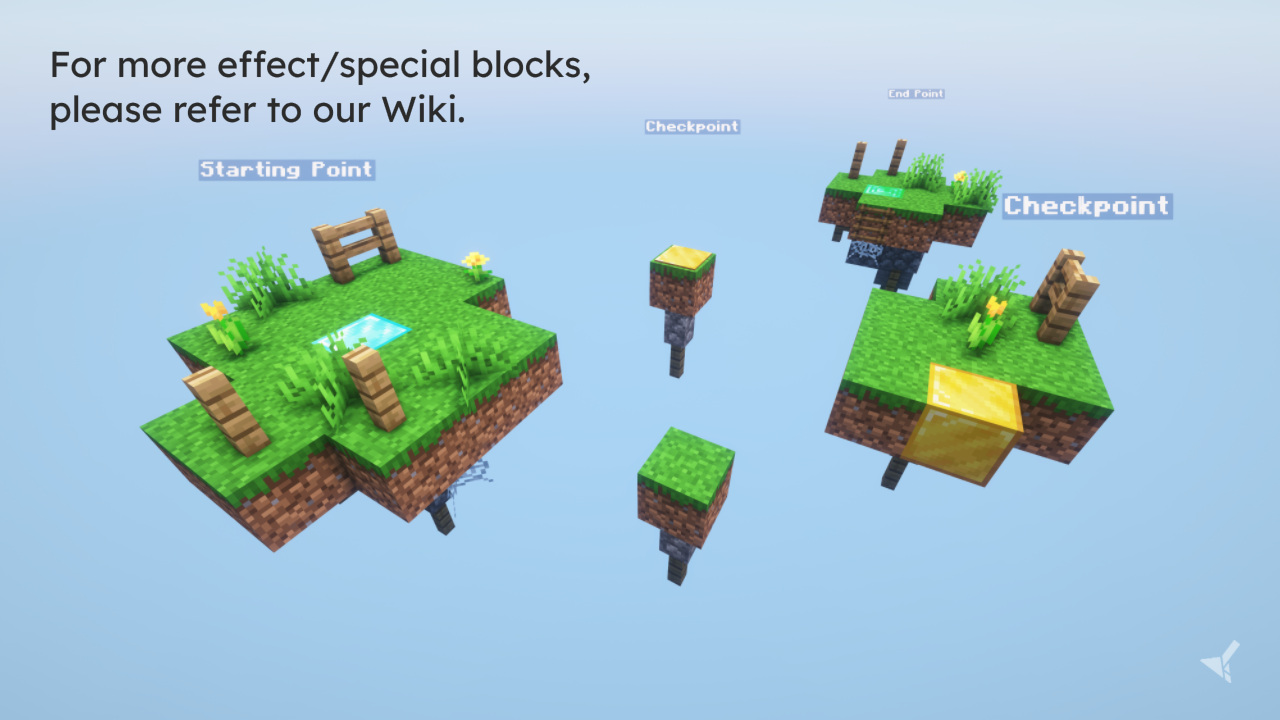 For more effect/special blocks,
please refer to our Wiki.
End Point
Checkpoint
Starting Point
Checkpoint